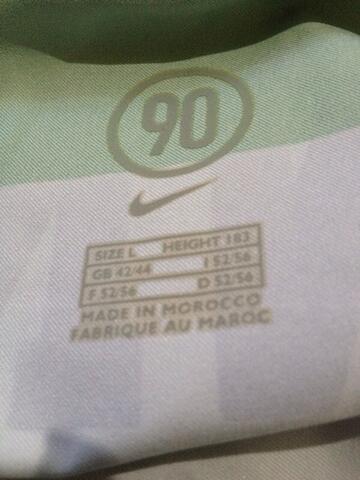 90
SIZE L HEIGHT 183
GB 42/44 I 52/56
F 52/56 D 52/56
MADE IN MOROCCO
FABRIQUE AU MAROC